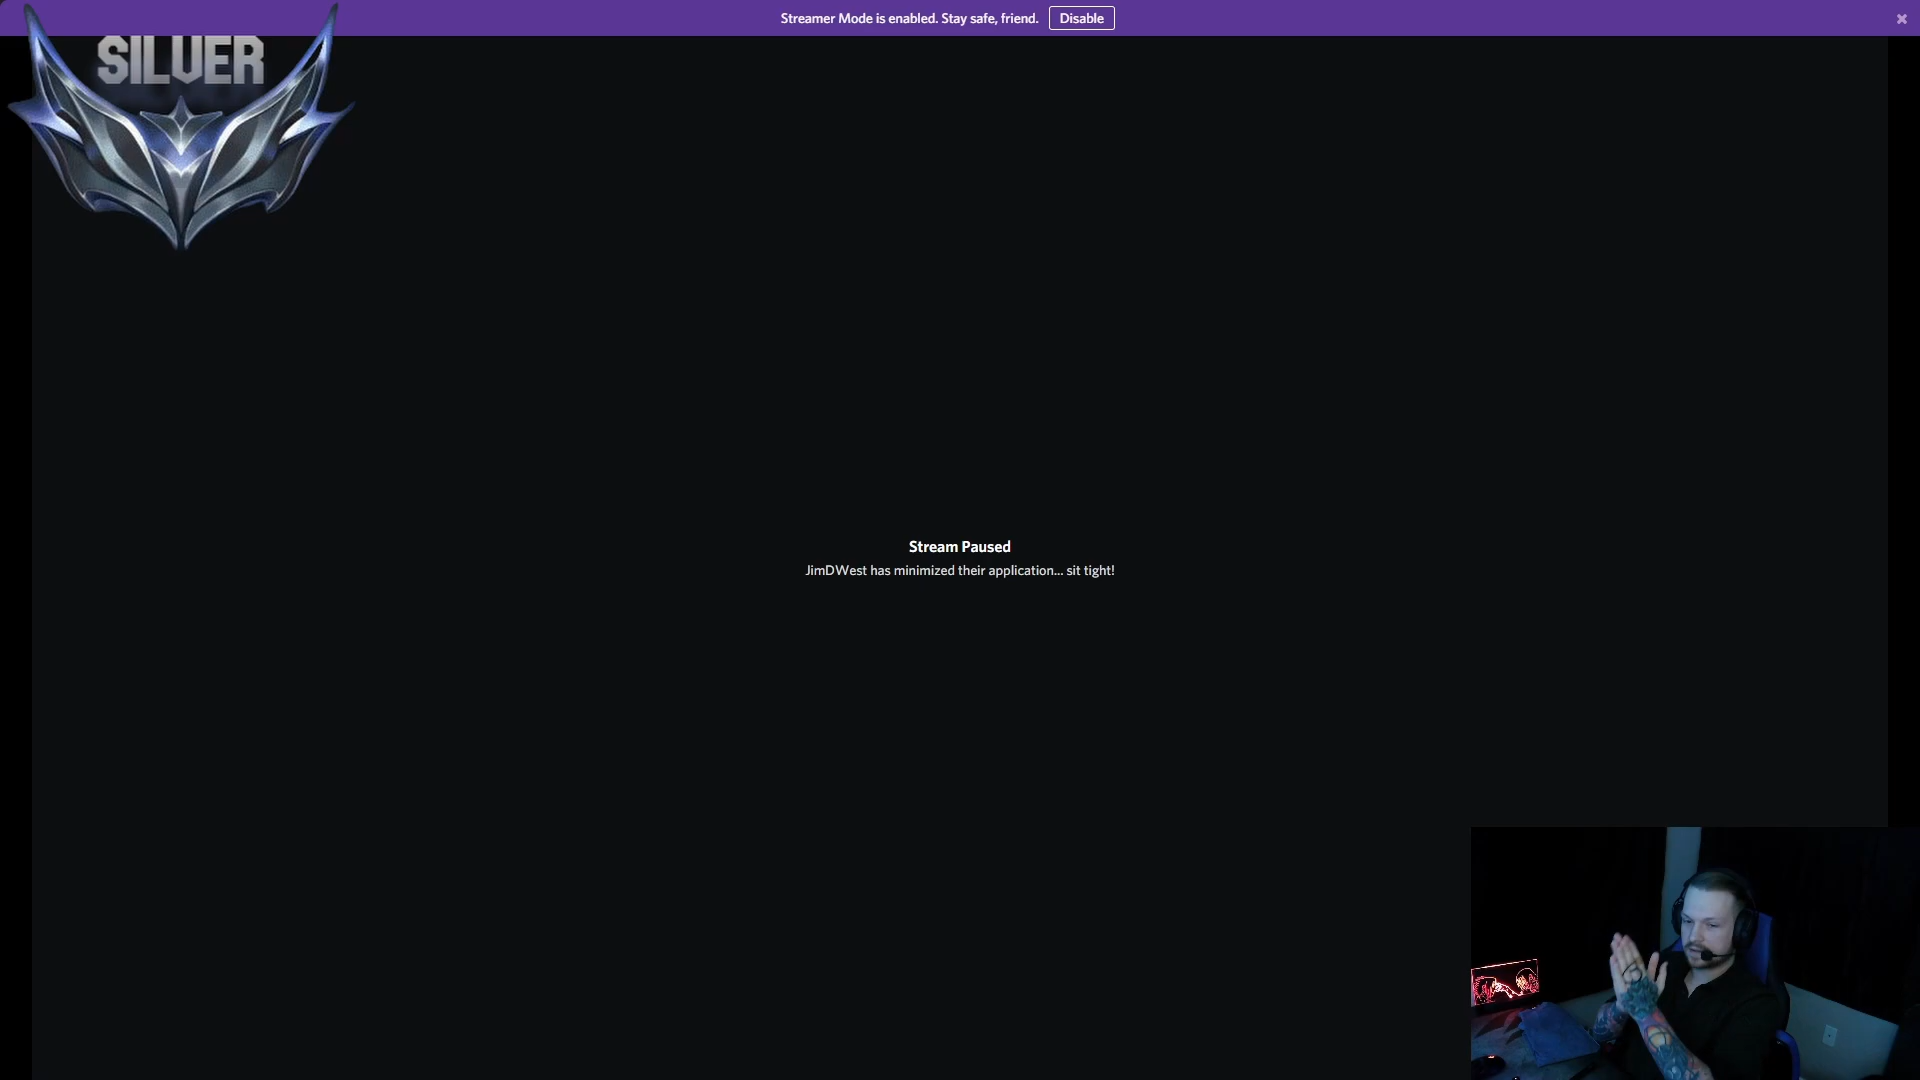 Streamer Mode is enabled. Stay safe, friend. Disable
SILVER
Stream Paused
JimDWest has minimized their application... sit tight!